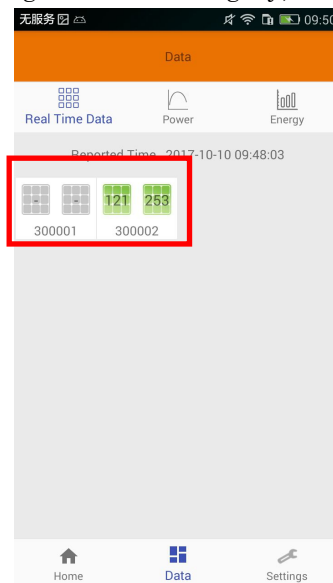 无服务 09:50
Data
Real Time Data Power Energy
Reported Time 2017-10-10 09:48:03
- - 121 253
300001 300002
Home Data Settings